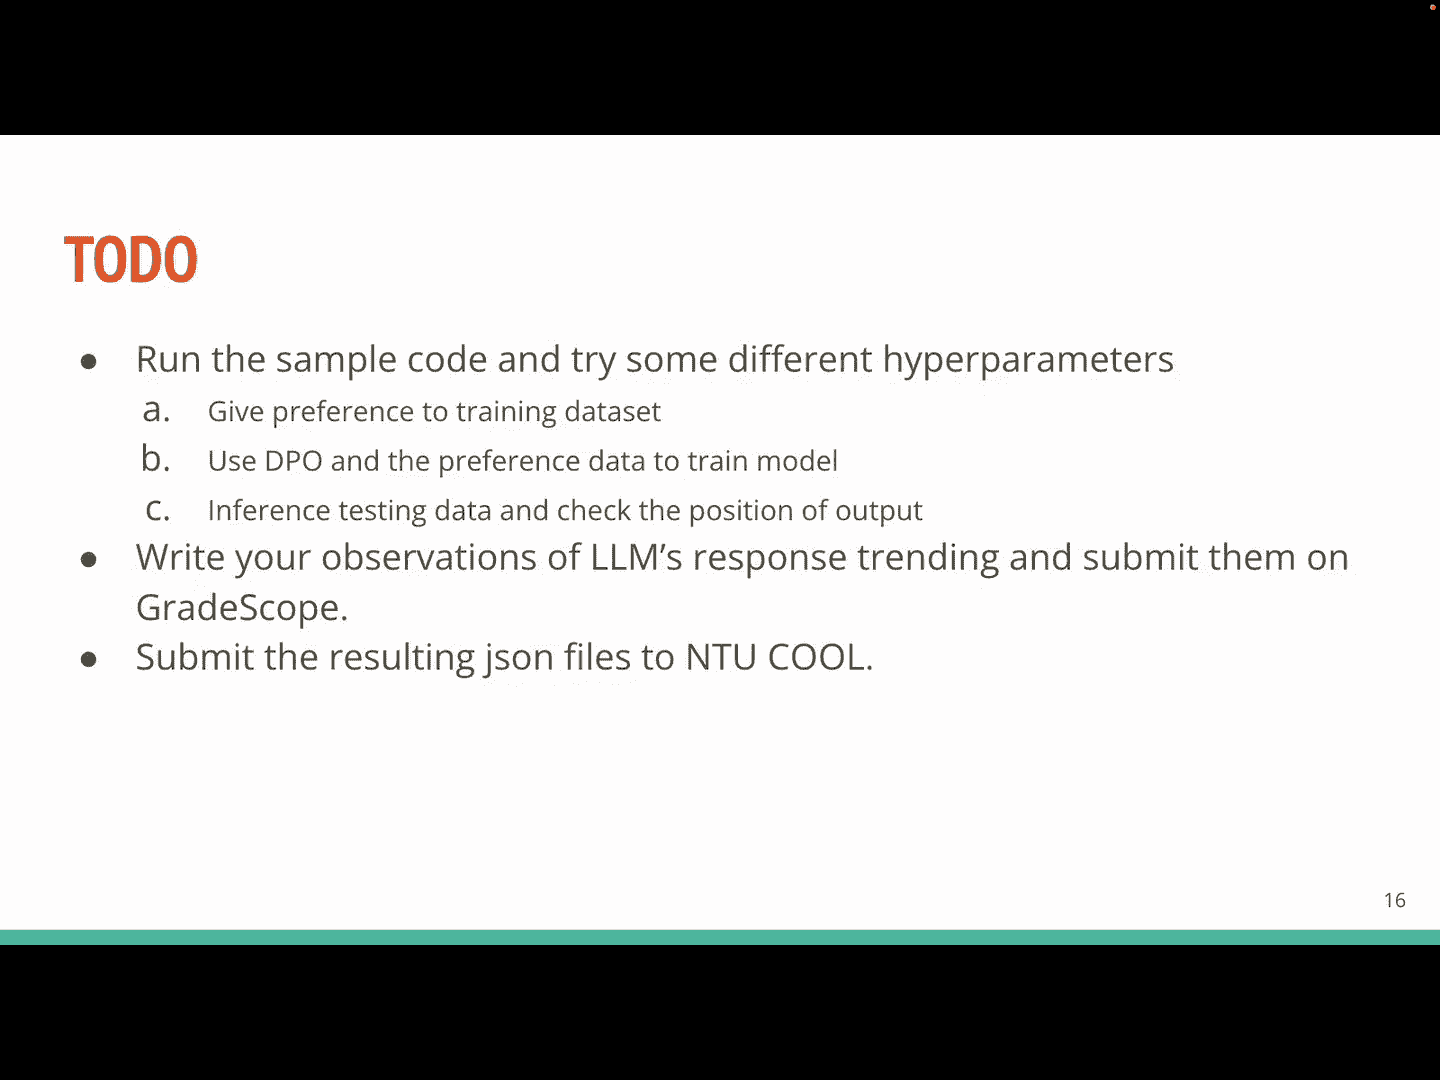 TODO
● Run the sample code and try some different hyperparameters
a. Give preference to training dataset
b. Use DPO and the preference data to train model
c. Inference testing data and check the position of output
● Write your observations of LLM’s response trending and submit them on
GradeScope.
● Submit the resulting json files to NTU COOL.
16